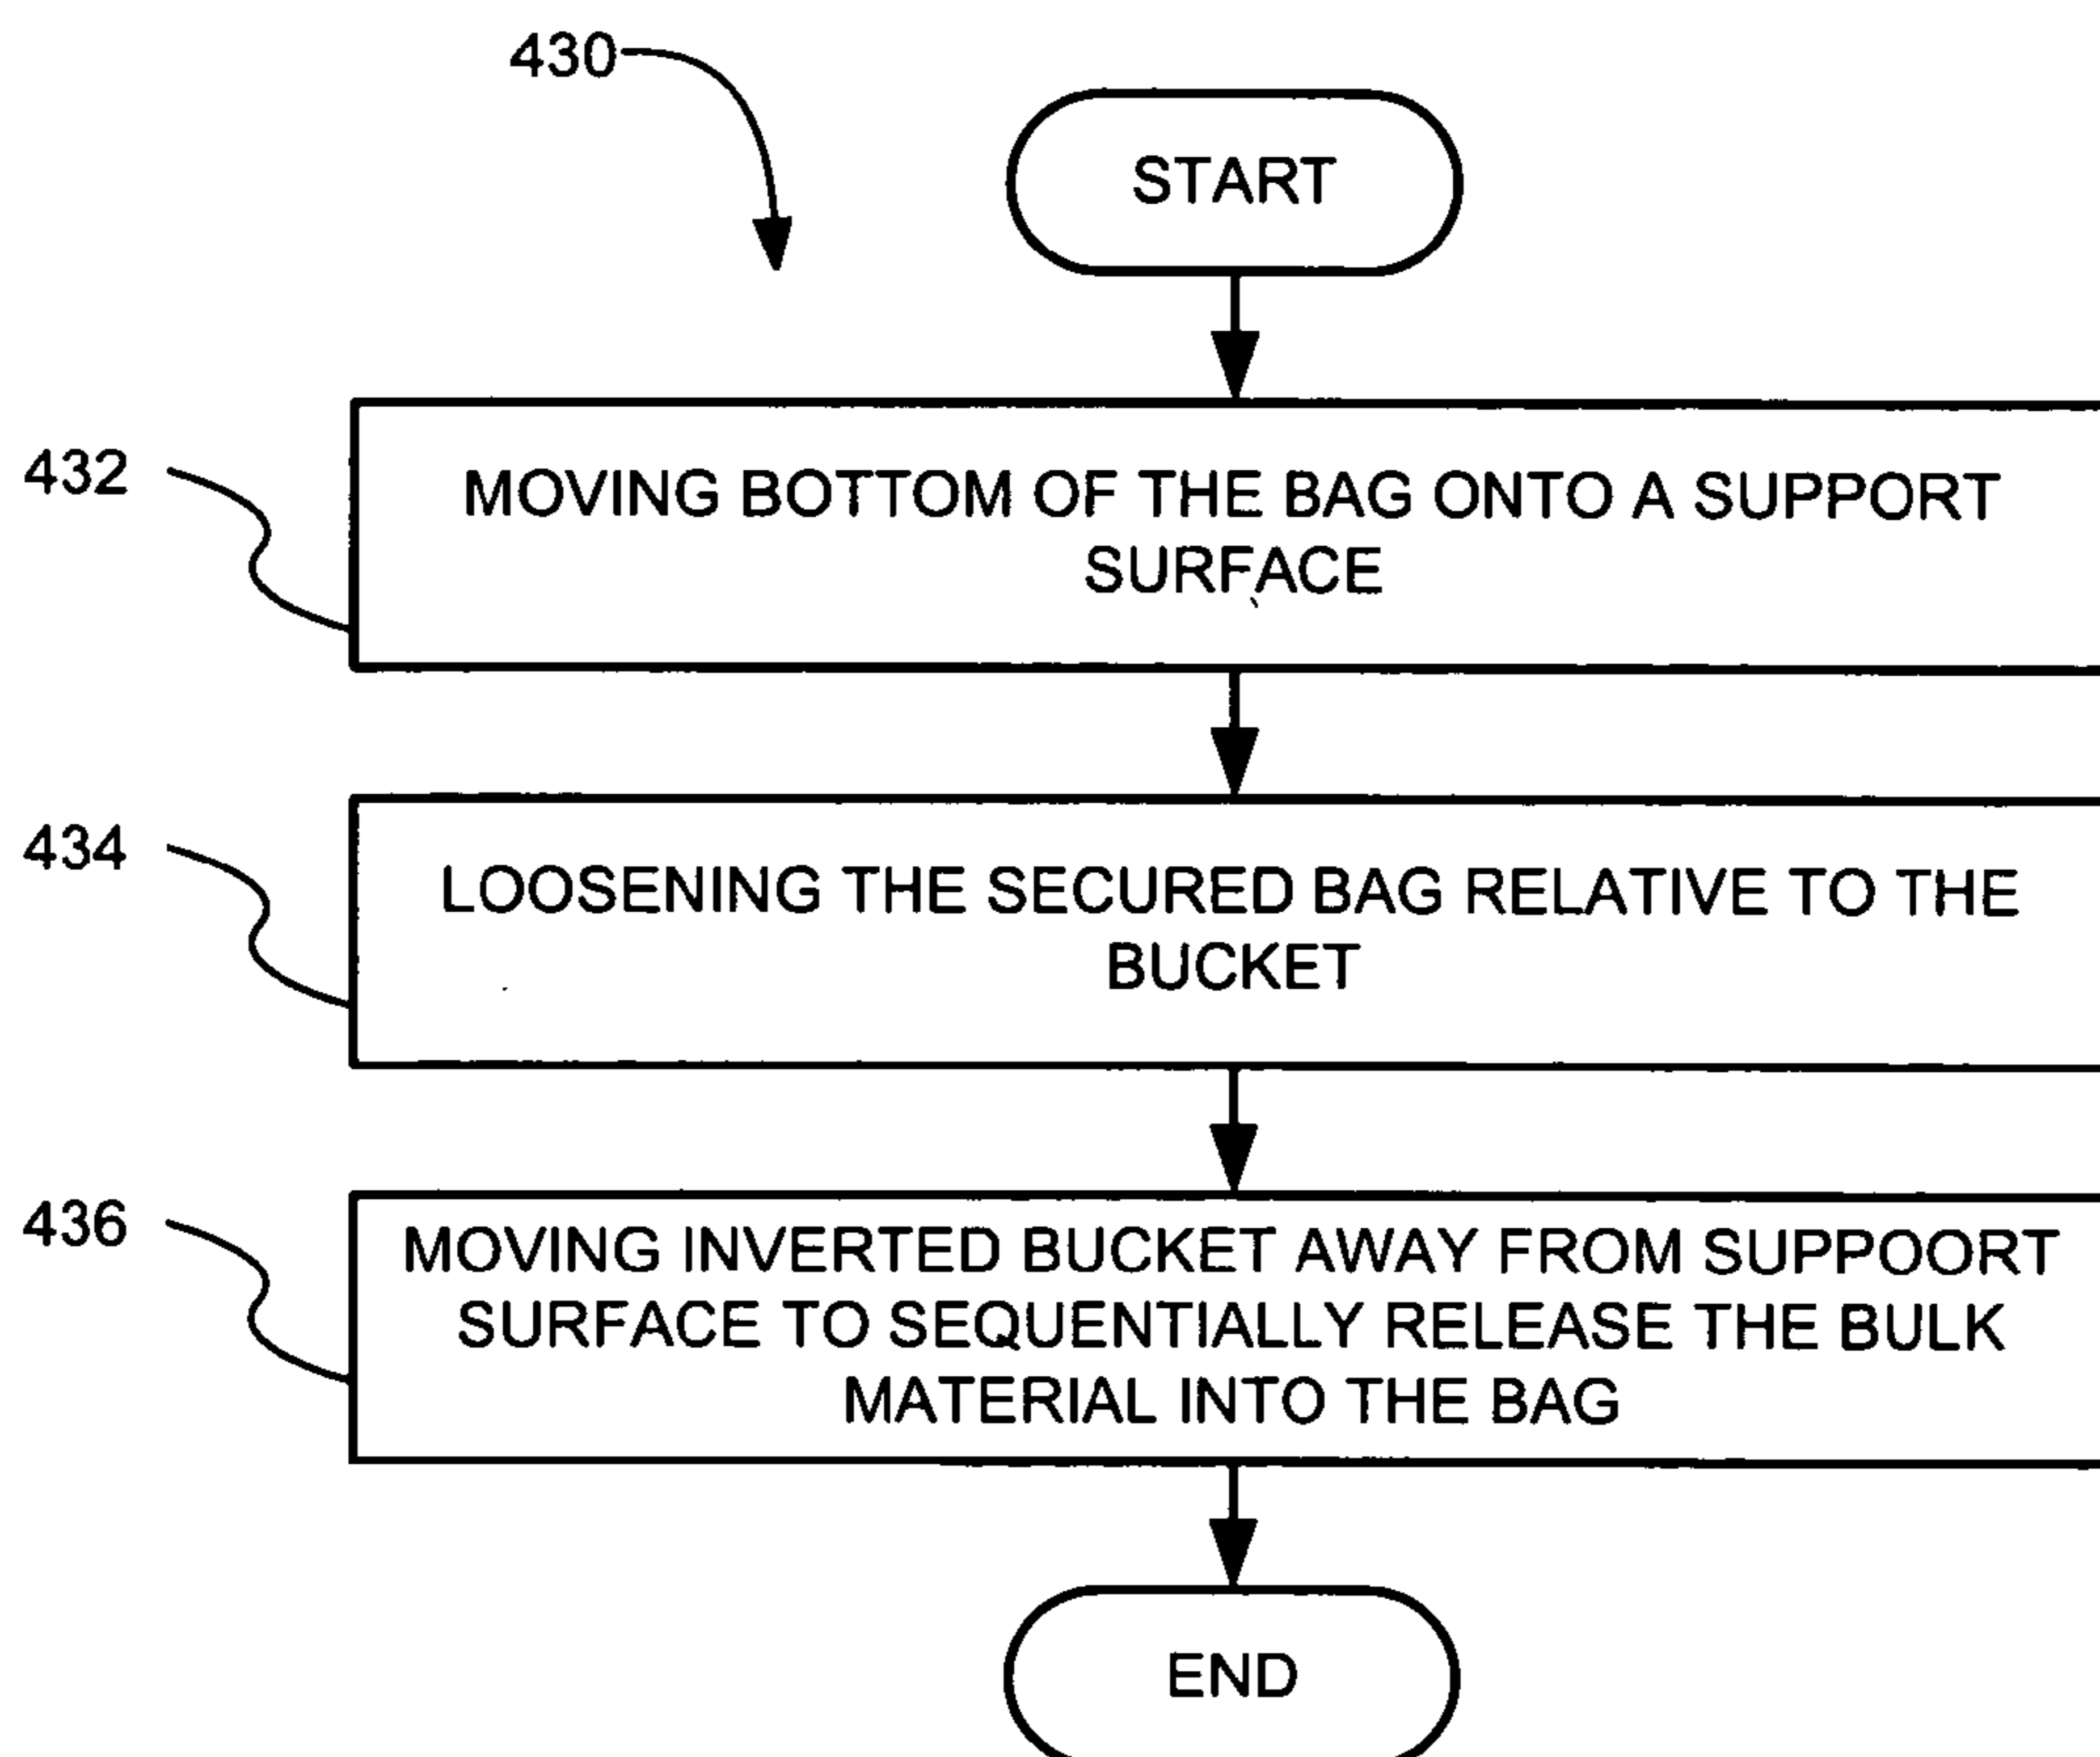 430
START
432
MOVING BOTTOM OF THE BAG ONTO A SUPPORT
SURFACE
434
LOOSENING THE SECURED BAG RELATIVE TO THE
BUCKET
436
MOVING INVERTED BUCKET AWAY FROM SUPPOORT
SURFACE TO SEQUENTIALLY RELEASE THE BULK
MATERIAL INTO THE BAG
END